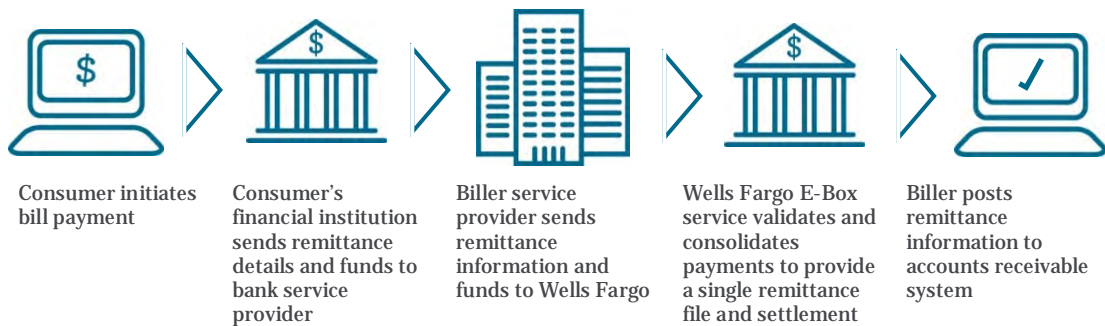 $
$
$
Consumer initiates
bill payment
Consumer's
financial institution
sends remittance
details and funds to
bank service
provider
Biller service
provider sends
remittance
information and
funds to Wells Fargo
Wells Fargo E-Box
service validates and
consolidates
payments to provide
a single remittance
file and settlement
Biller posts
remittance
information to
accounts receivable
system